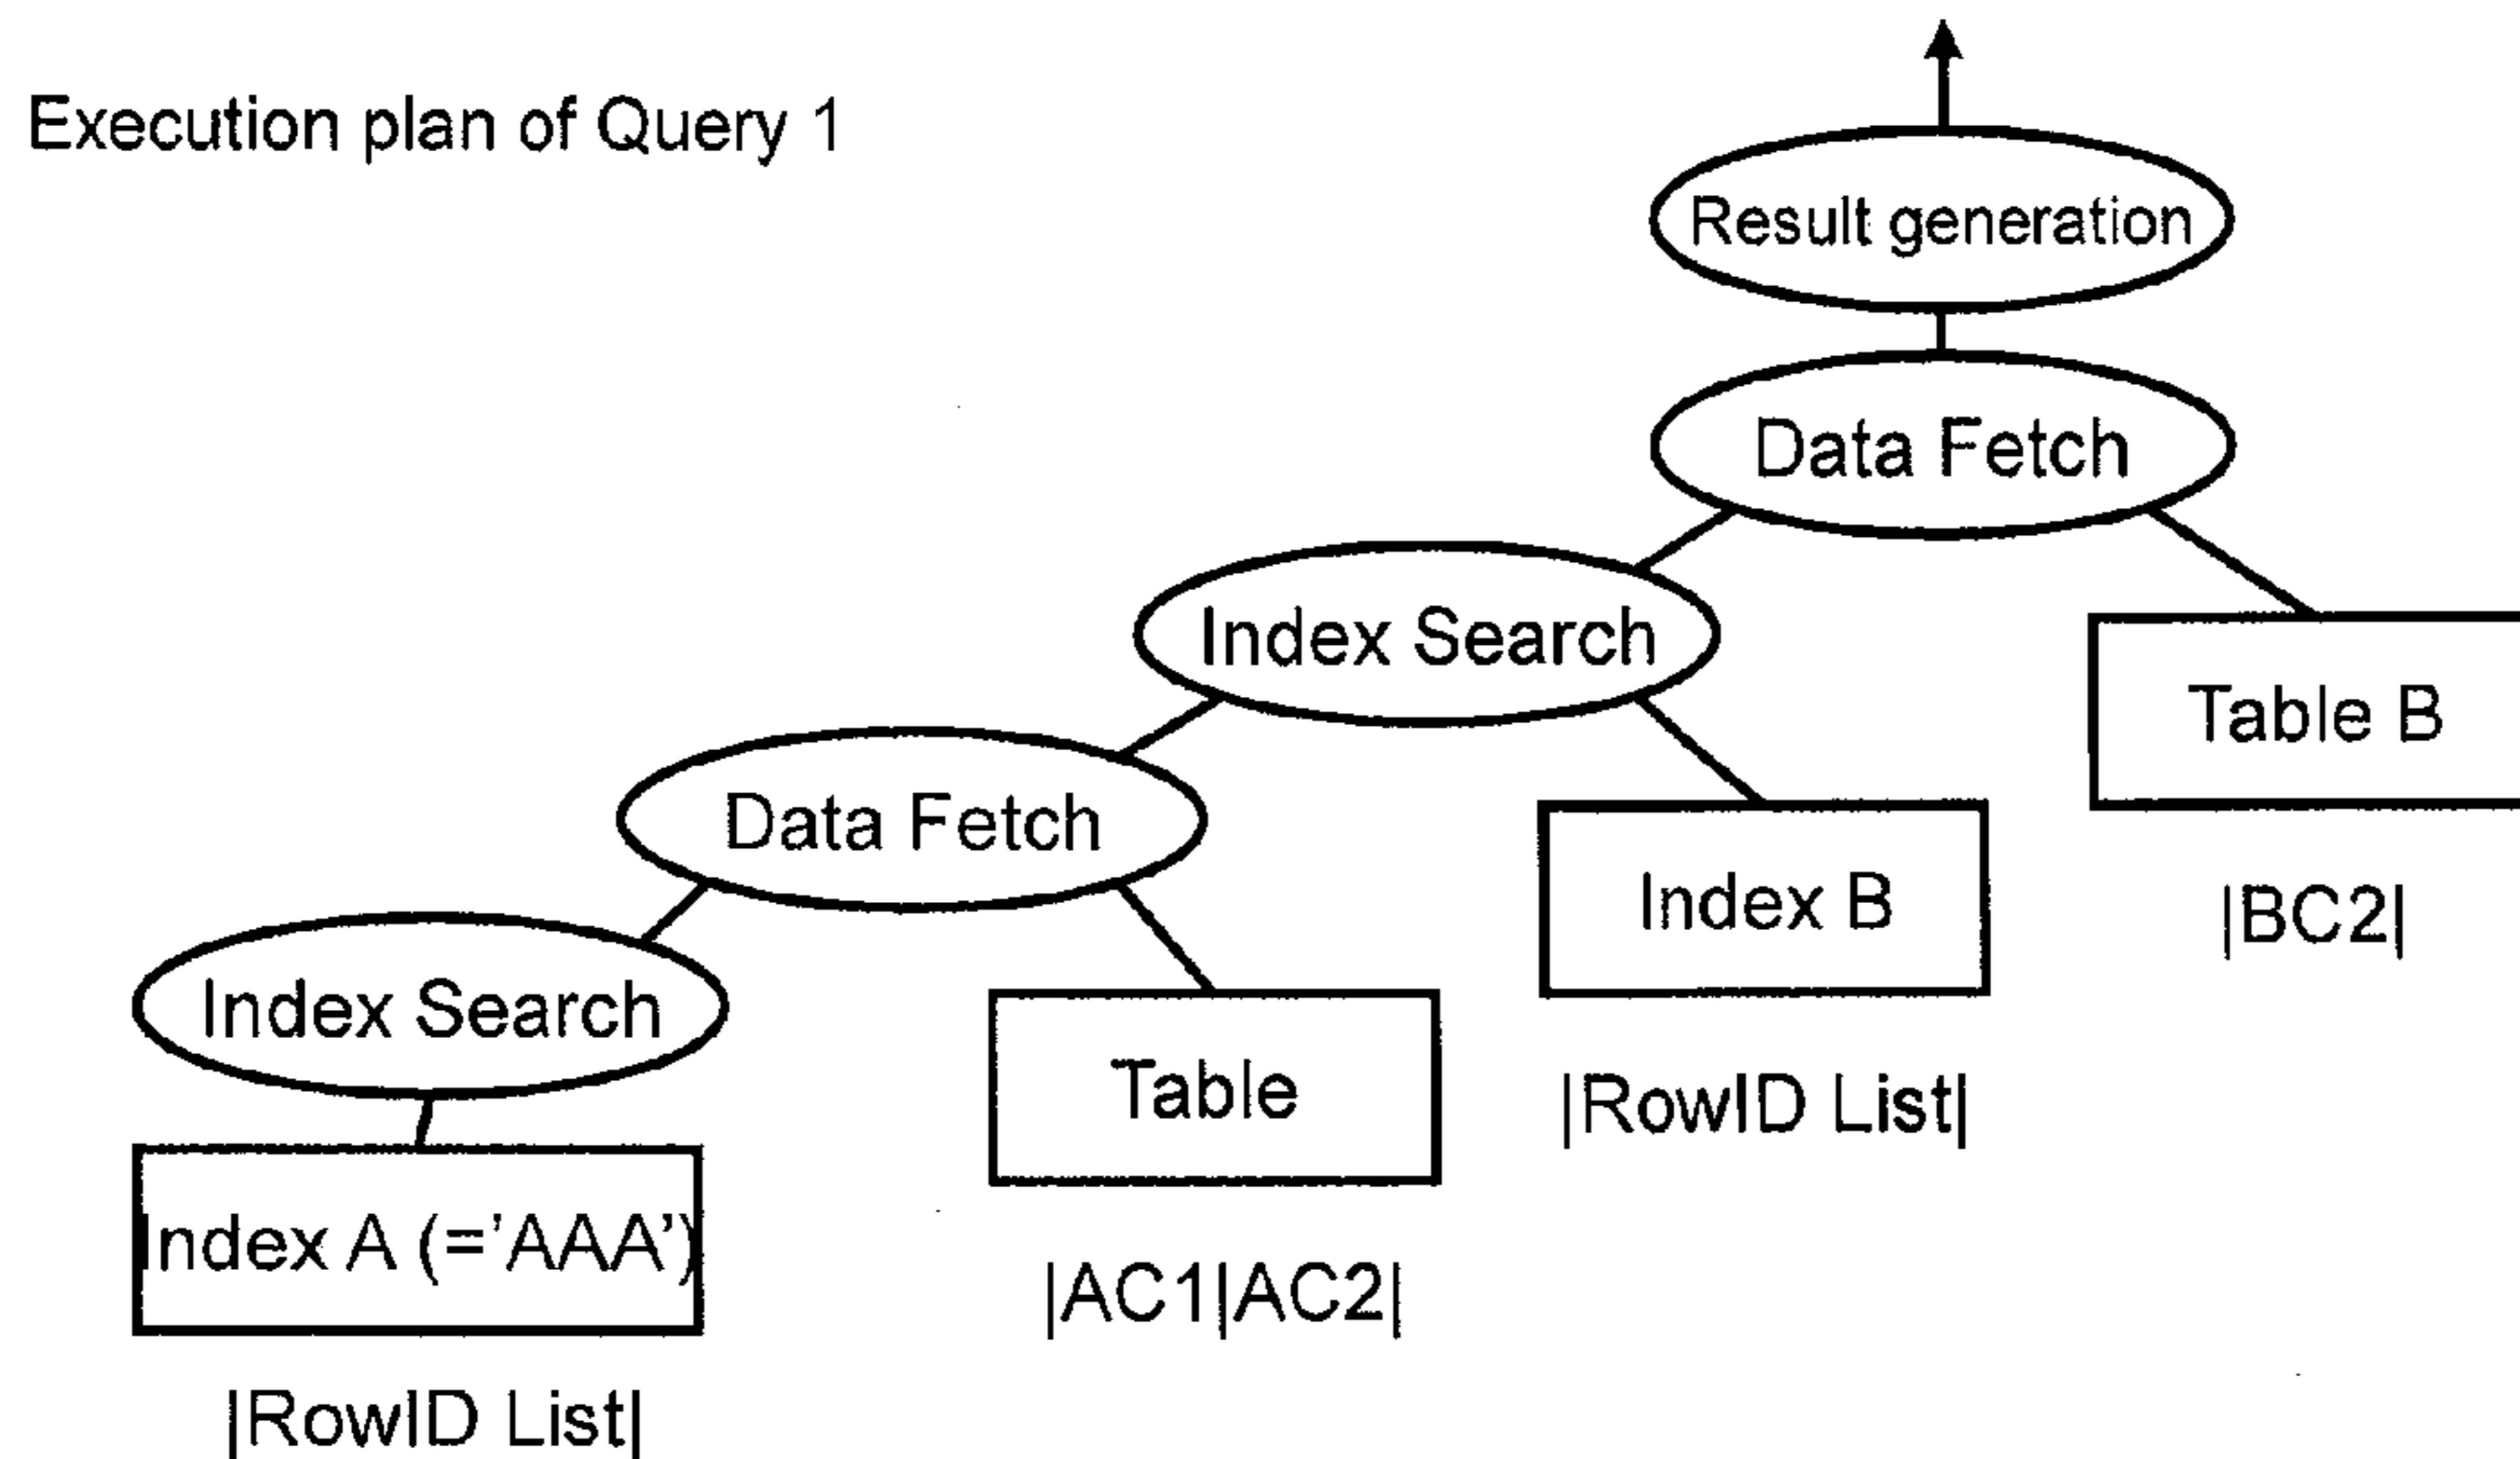 Execution plan of Query 1
Result generation
Data Fetch
Index Search
Table B
Data Fetch
Index B
|BC2|
Index Search
Table
|RowID List|
Index A (='AAA’)
|AC1|AC2|
|RowID List|